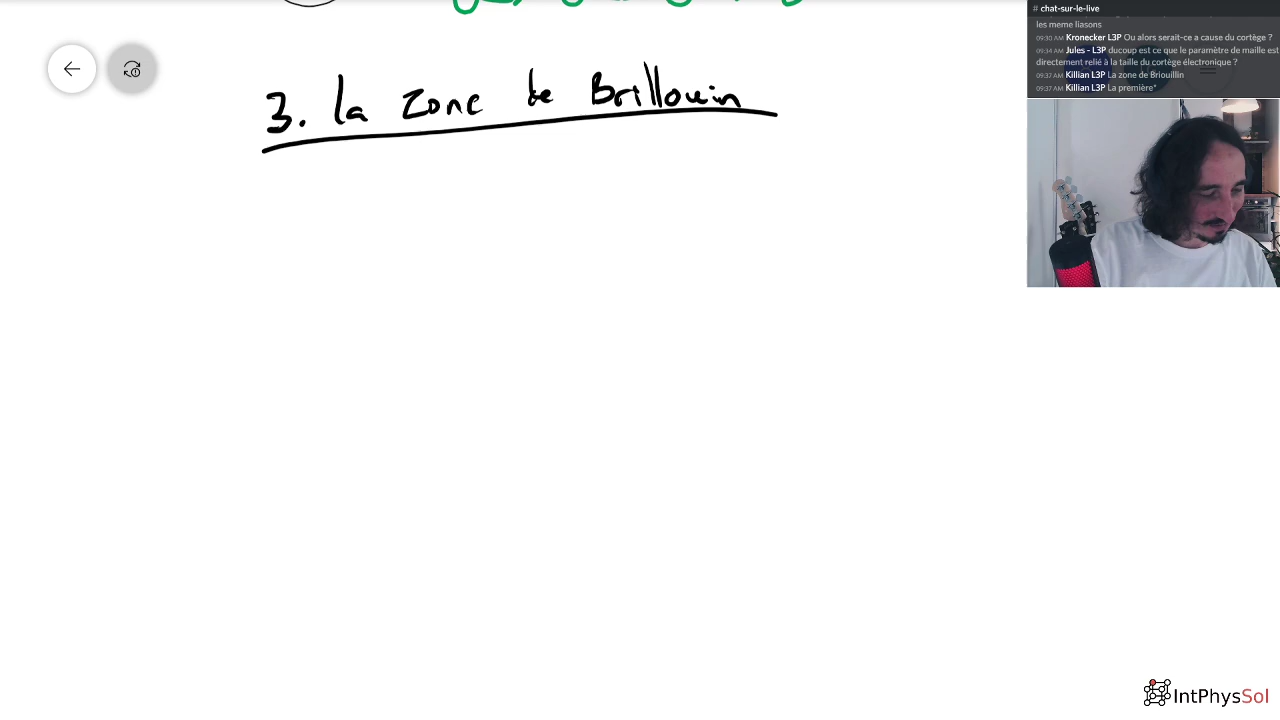 3. la zone de Brillouin
# chat-sur-le-live
les meme liasons
09:30 AM Kronecker L3P Ou alors serait-ce a cause du cortège ?
09:34 AM Jules - L3P ducoup est ce que le paramètre de maille est
directement relié à la taille du cortège électronique ?
09:37 AM Killian L3P La zone de Briouillin
09:37 AM Killian L3P La première*
IntPhysSol